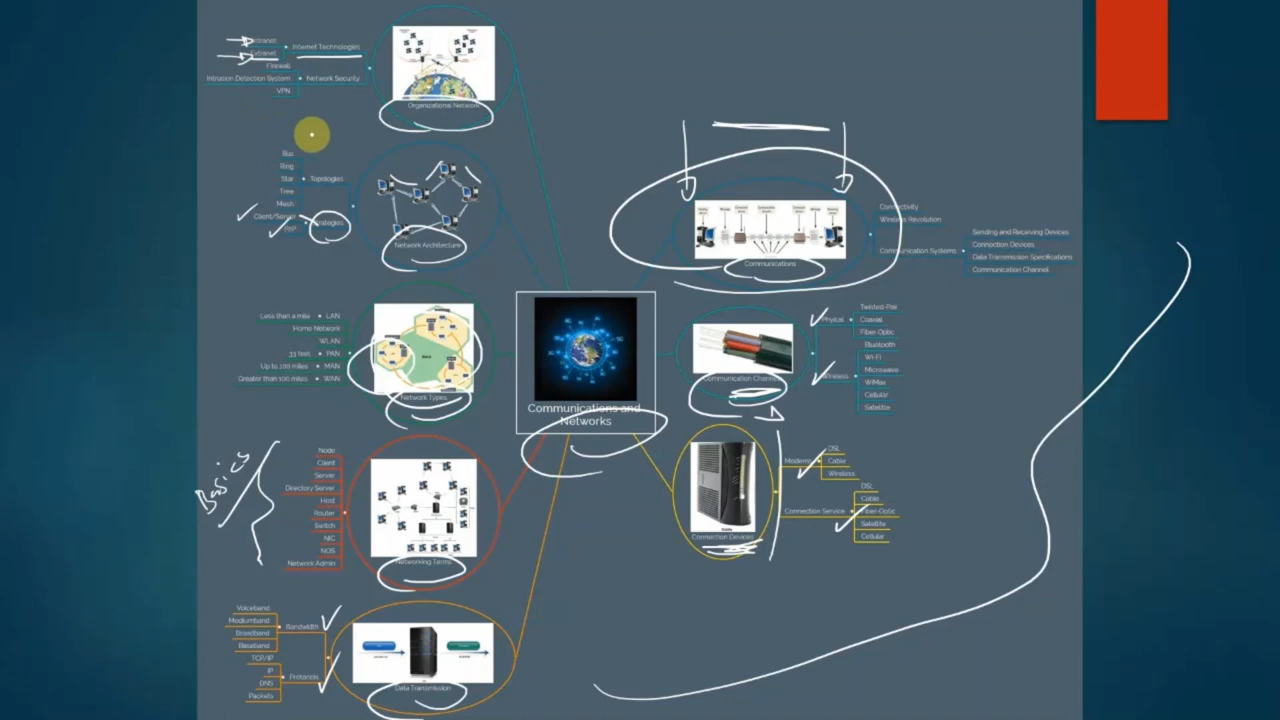 Intranet
Extranet
Internet Technologies
Firewall
Intrusion Detection System
Network Security
VPN
Organizational Network
Bus
Ring
Star
Topologies
Tree
Mesh
Client/Server
P2P
Network Architecture
Less than a mile
LAN
Home Network
WLAN
33 feet
PAN
Up to 100 miles
MAN
Greater than 100 miles
WAN
Network Types
Basics
Node
Client
Server
Directory Server
Host
Router
Switch
NIC
NOS
Network Admin
Networking Terms
Voiceband
Mediumband
Bandwidth
Broadband
Baseband
TCP/IP
IP
Protocols
DNS
Packets
Data Transmission
Communications and
Networks
Communications
Connectivity
Wireless Revolution
Communication Systems
Sending and Receiving Devices
Connection Devices
Data Transmission Specifications
Communication Channel
Physical
Twisted-Pair
Coaxial
Fiber-Optic
Wireless
Bluetooth
Wi-Fi
Microwave
WiMax
Cellular
Satellite
Modems
DSL
Cable
Wireless
Connection Service
DSL
Cable
Fiber-Optic
Satellite
Cellular
Connection Devices